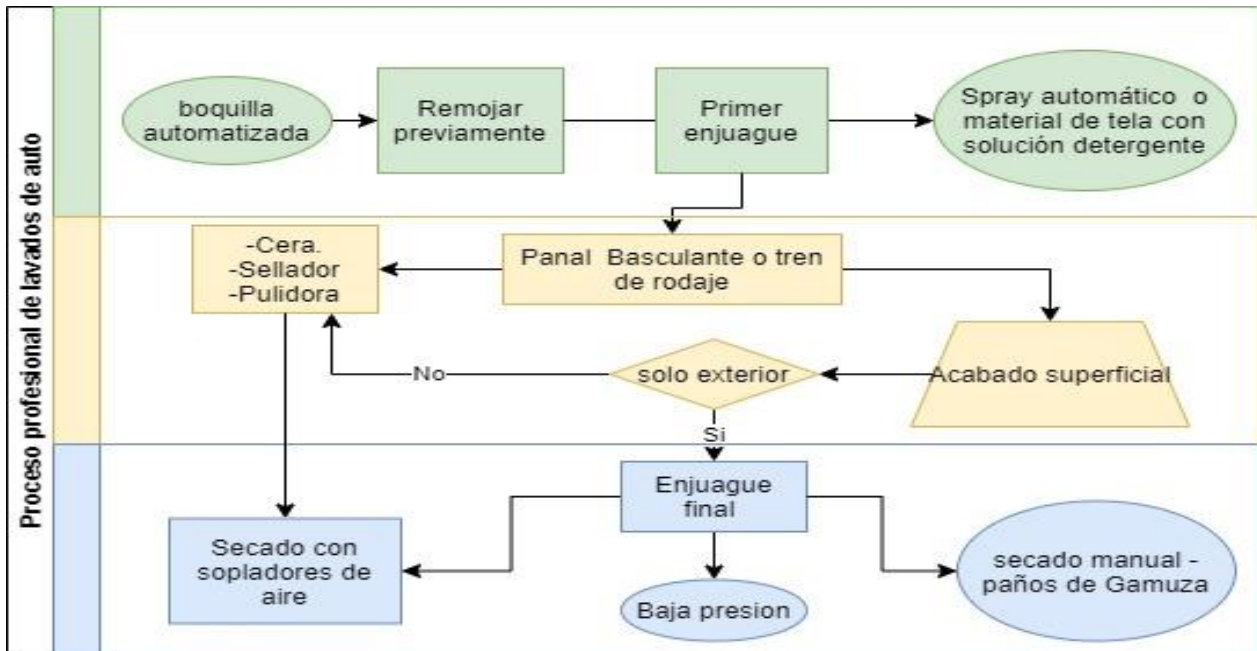 Proceso profesional de lavados de auto
boquilla
automatizada
Remojar
previamente
Primer
enjuague
Spray automático o
material de tela con
solución detergente
-Cera.
-Sellador
-Pulidora
Panal Basculante o tren
de rodaje
No
solo exterior
Acabado superficial
Si
Enjuague
final
Secado con
sopladores de
aire
Baja presion
secado manual -
paños de Gamuza